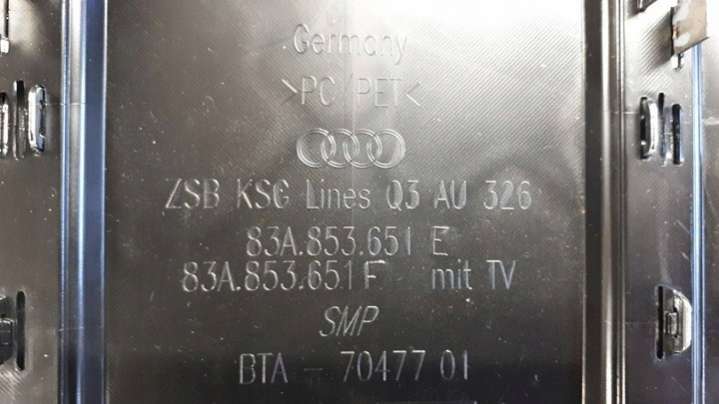 Germany
>PC/PET<
ZSB KSG Lines Q3 AU 326
83A.853.651 E
83A.853.651 F mit TV
SMP
BTA - 70477 01